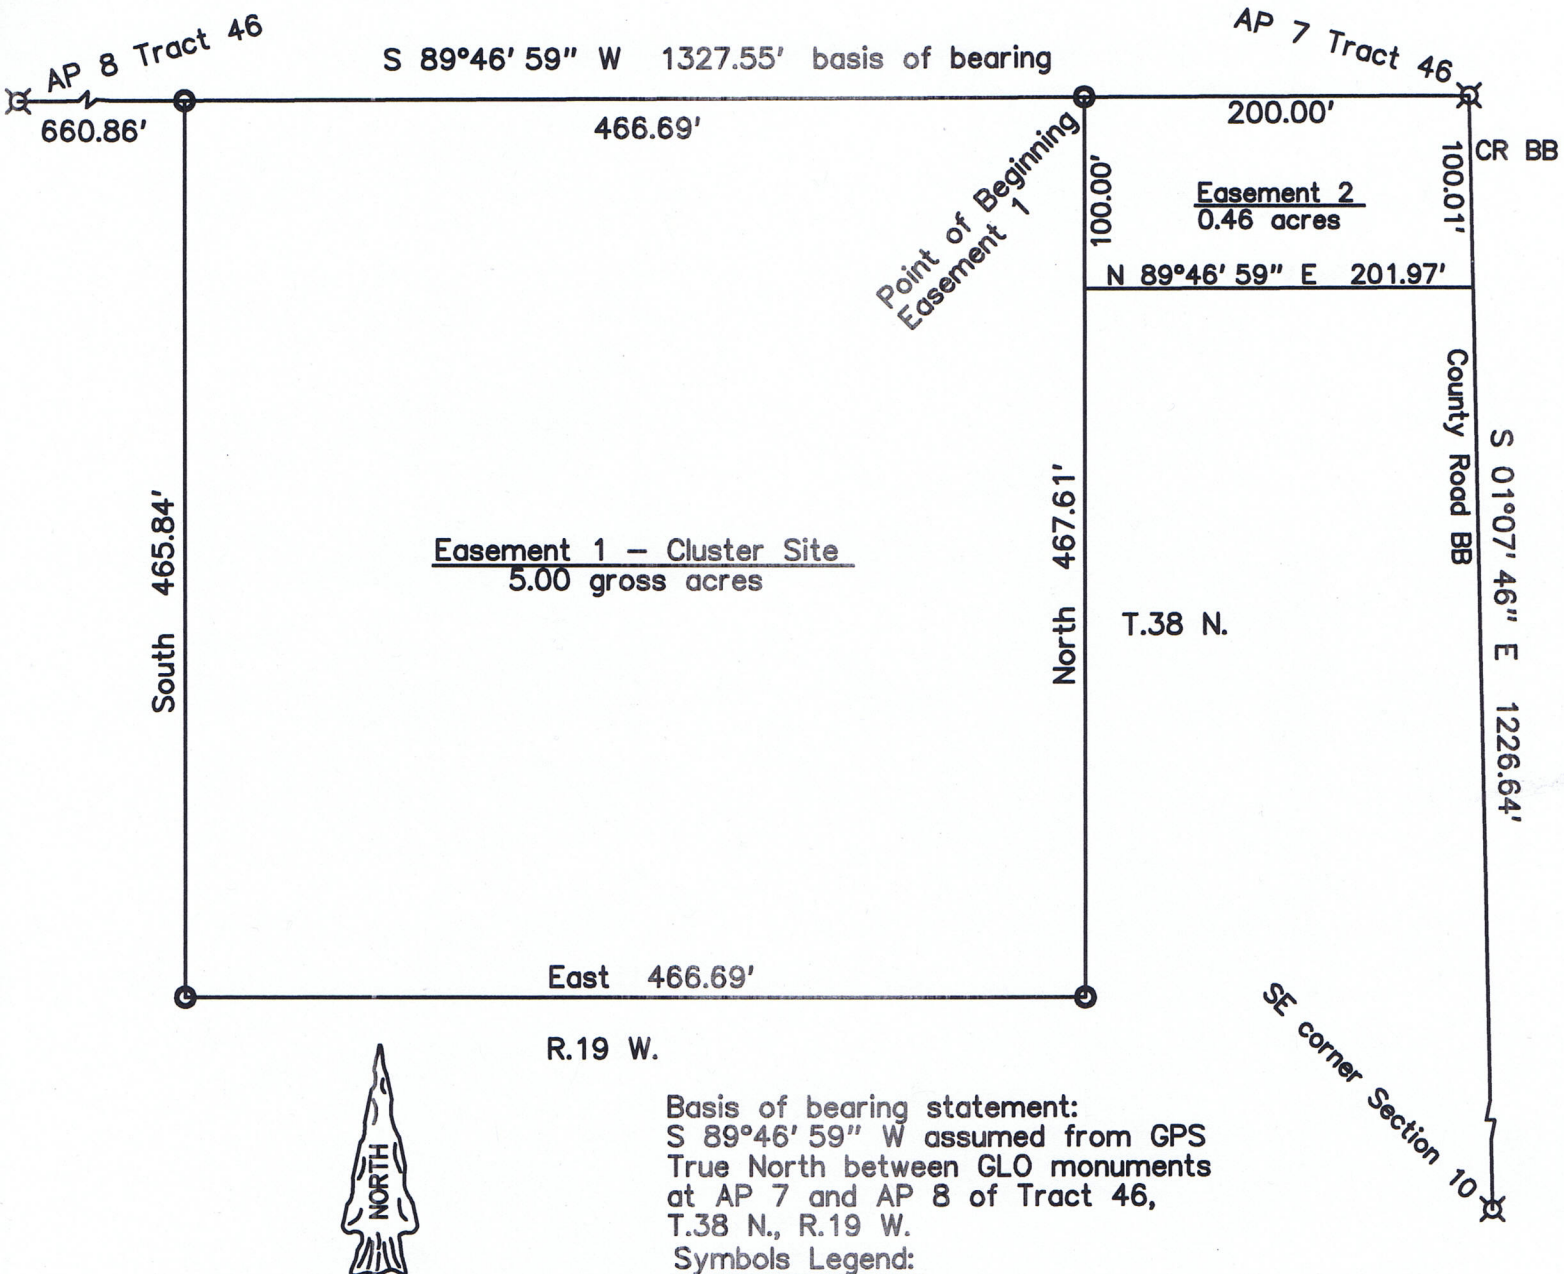 AP 8 Tract 46
S 89°46'59" W 1327.55' basis of bearing
AP 7 Tract 46
660.86'
466.69'
200.00'
CR BB
Point of Beginning
Easement 1
100.00'
Easement 2
0.46 acres
100.01'
N 89°46'59" E 201.97'
County Road BB
S 01°07'46" E 1226.64'
South 465.84'
Easement 1 – Cluster Site
5.00 gross acres
North 467.61'
T.38 N.
East 466.69'
R.19 W.
SE corner Section 10
NORTH
Basis of bearing statement:
S 89°46'59" W assumed from GPS
True North between GLO monuments
at AP 7 and AP 8 of Tract 46,
T.38 N., R.19 W.
Symbols Legend: